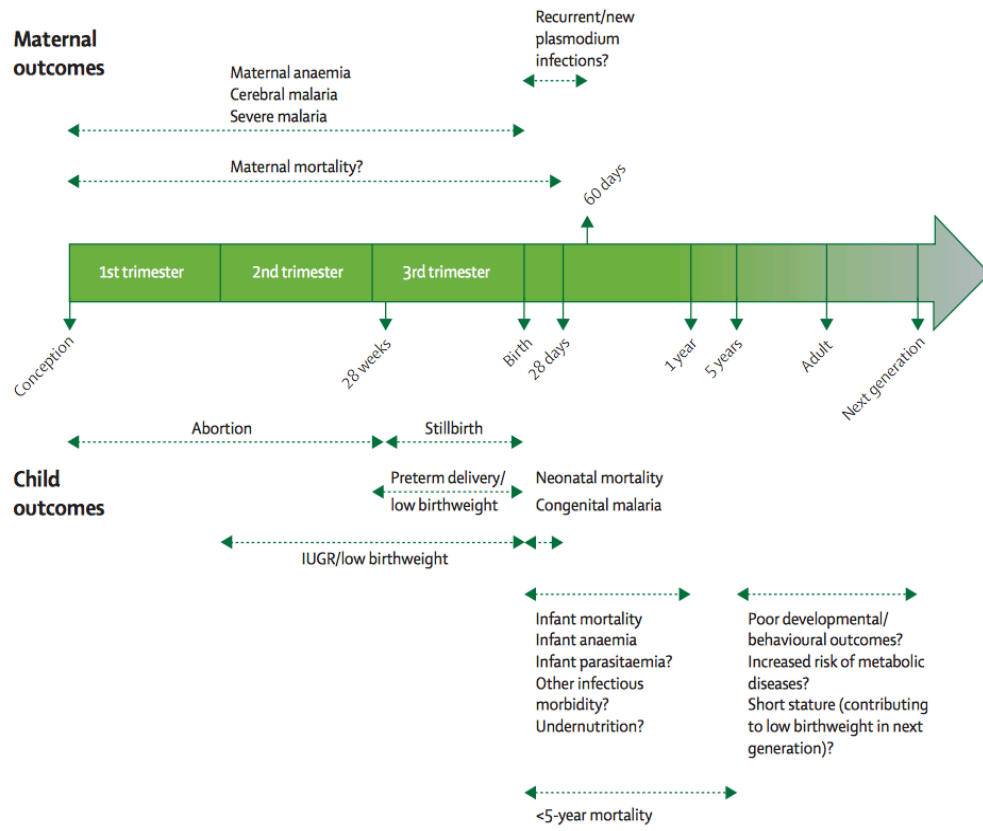 Maternal
outcomes
Recurrent/new
plasmodium
infections?
Maternal anaemia
Cerebral malaria
Severe malaria
Maternal mortality?
60 days
1st trimester
2nd trimester
3rd trimester
Conception
28 weeks
Birth
28 days
1 year
5 years
Adult
Next generation
Abortion
Stillbirth
Child
outcomes
Preterm delivery/
low birthweight
Neonatal mortality
Congenital malaria
IUGR/low birthweight
Infant mortality
Infant anaemia
Infant parasitaemia?
Other infectious
morbidity?
Undernutrition?
Poor developmental/
behavioural outcomes?
Increased risk of metabolic
diseases?
Short stature (contributing
to low birthweight in next
generation)?
<5-year mortality